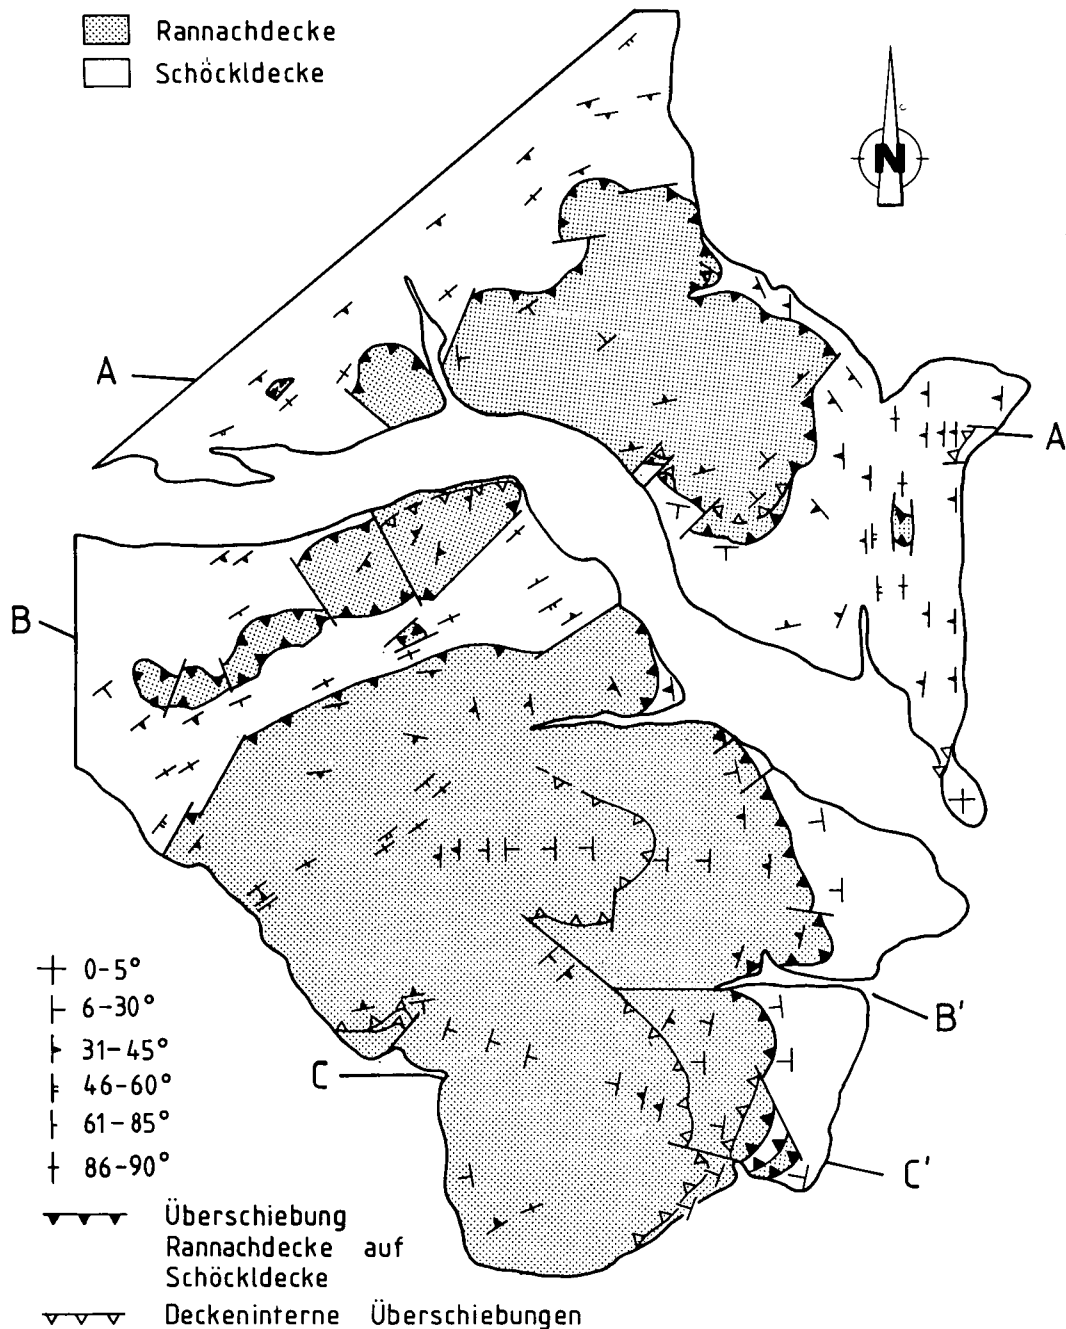 Rannachdecke
Schöckldecke
N
A
A
B
B'
C
C'
0-5°
6-30°
31-45°
46-60°
61-85°
86-90°
Überschiebung
Rannachdecke auf
Schöckldecke
Deckeninterne Überschiebungen